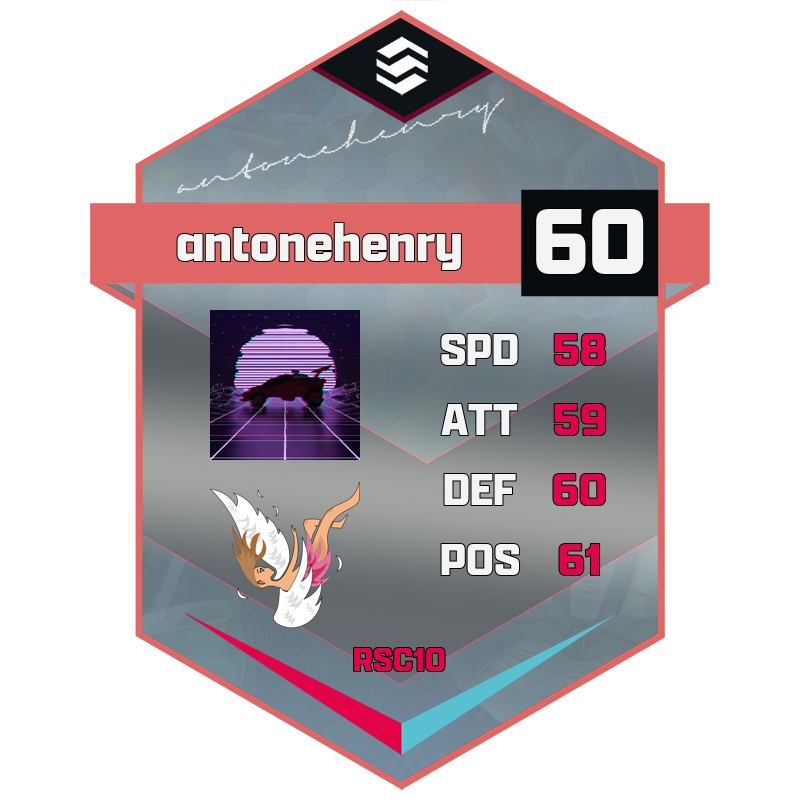 antonehenry
antonehenry 60
SPD 58
ATT 59
DEF 60
POS 61
RSC10